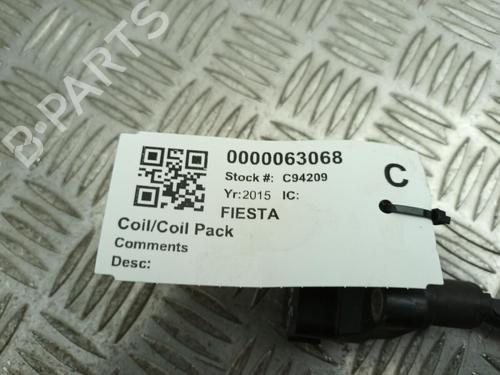 B-PARTS
0000063068
Stock #: C94209
Yr:2015 IC:
FIESTA
C
Coil/Coil Pack
Comments
Desc: